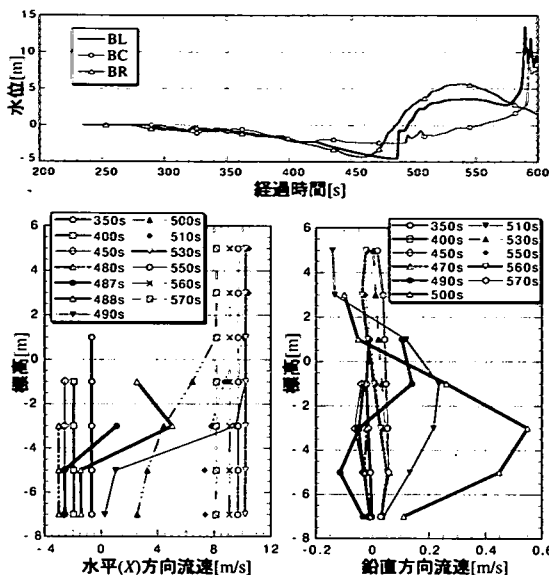 15
10
5
0
-5
水位[m]
BL
BC
BR
200 250 300 350 400 450 500 550 600
経過時間[s]
6
4
2
0
-2
-4
-6
-8
標高[m]
350s 500s
400s 510s
450s 530s
480s 550s
487s 560s
488s 570s
490s
-4 0 4 8 12
水平(X)方向流速[m/s]
6
4
2
0
-2
-4
-6
-8
標高[m]
350s 510s
400s 530s
450s 550s
470s 560s
490s 570s
500s
-0.2 0 0.2 0.4 0.6 0.8
鉛直方向流速[m/s]